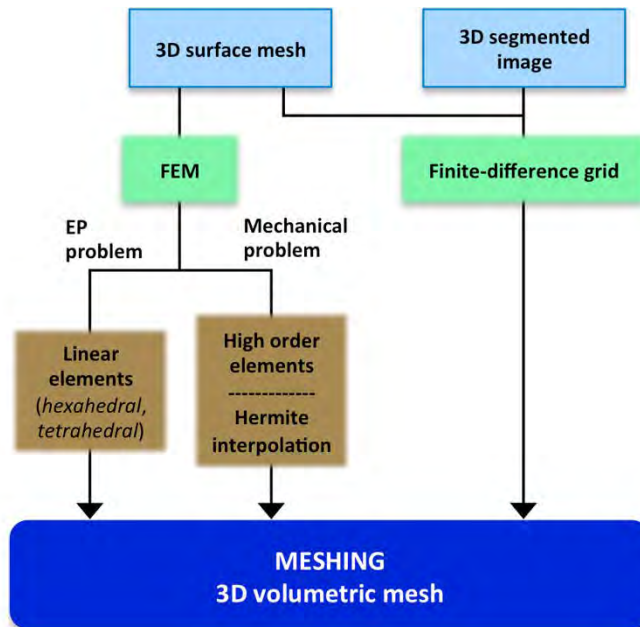 3D surface mesh
3D segmented
image
FEM
Finite-difference grid
EP
problem
Mechanical
problem
Linear
elements
(hexahedral,
tetrahedral)
High order
elements
-------------
Hermite
interpolation
MESHING
3D volumetric mesh